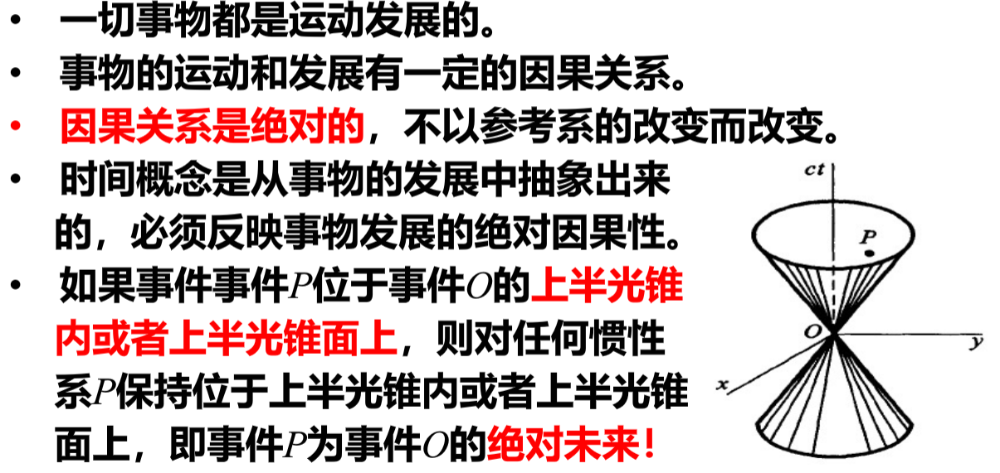 • 一切事物都是运动发展的。
• 事物的运动和发展有一定的因果关系。
• 因果关系是绝对的，不以参考系的改变而改变。
• 时间概念是从事物的发展中抽象出来
的，必须反映事物发展的绝对因果性。
• 如果事件事件P位于事件O的上半光锥
内或者上半光锥面上，则对任何惯性
系P保持位于上半光锥内或者上半光锥
面上，即事件P为事件O的绝对未来！
ct
P
O
y
x